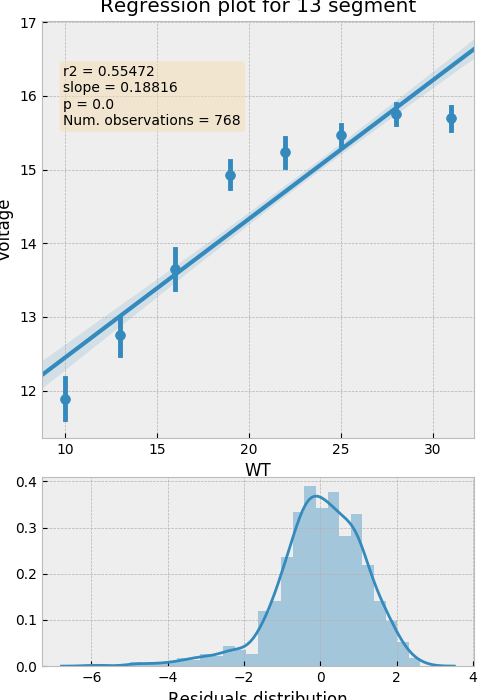 Regression plot for 13 segment
17
r2 = 0.55472
slope = 0.18816
p = 0.0
Num. observations = 768
16
15
14
13
12
Voltage
10 15 20 25 30
WT
0.4
0.3
0.2
0.1
0.0
−6 −4 −2 0 2 4
Residuals distribution